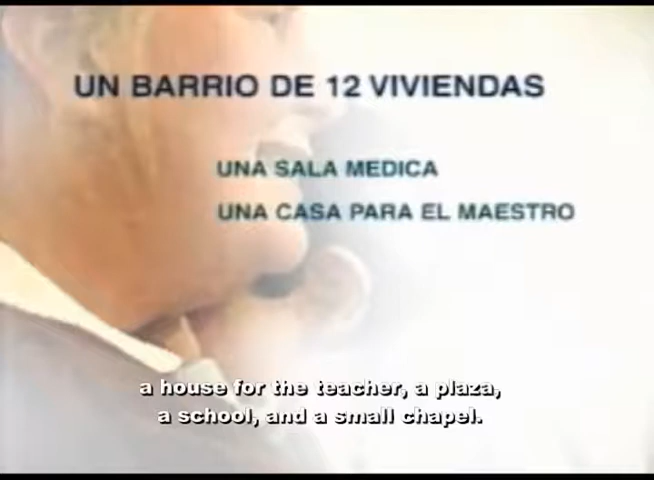 UN BARRIO DE 12 VIVIENDAS
UNA SALA MEDICA
UNA CASA PARA EL MAESTRO
a house for the teacher, a plaza,
a school, and a small chapel.